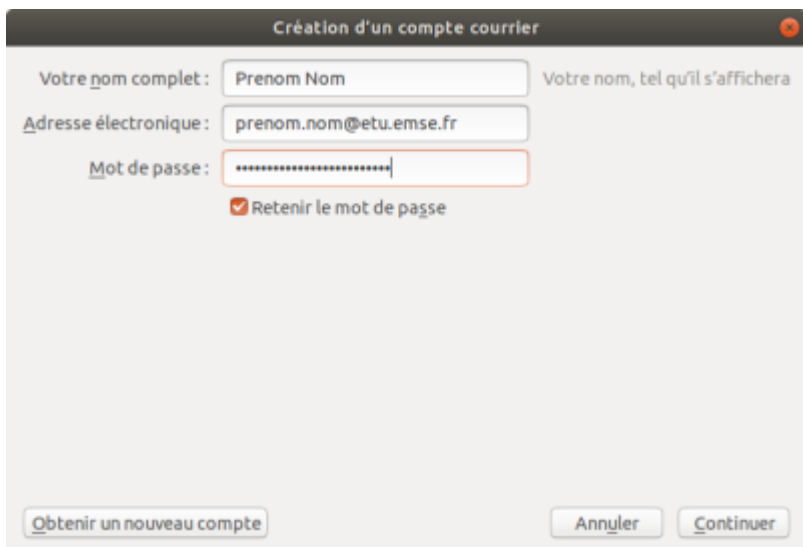 Création d'un compte courrier
Votre nom complet : Prenom Nom Votre nom, tel qu'il s'affichera
Adresse électronique : prenom.nom@etu.emse.fr
Mot de passe : ••••••••••••••••••••••••••
Retenir le mot de passe
Obtenir un nouveau compte Annuler Continuer